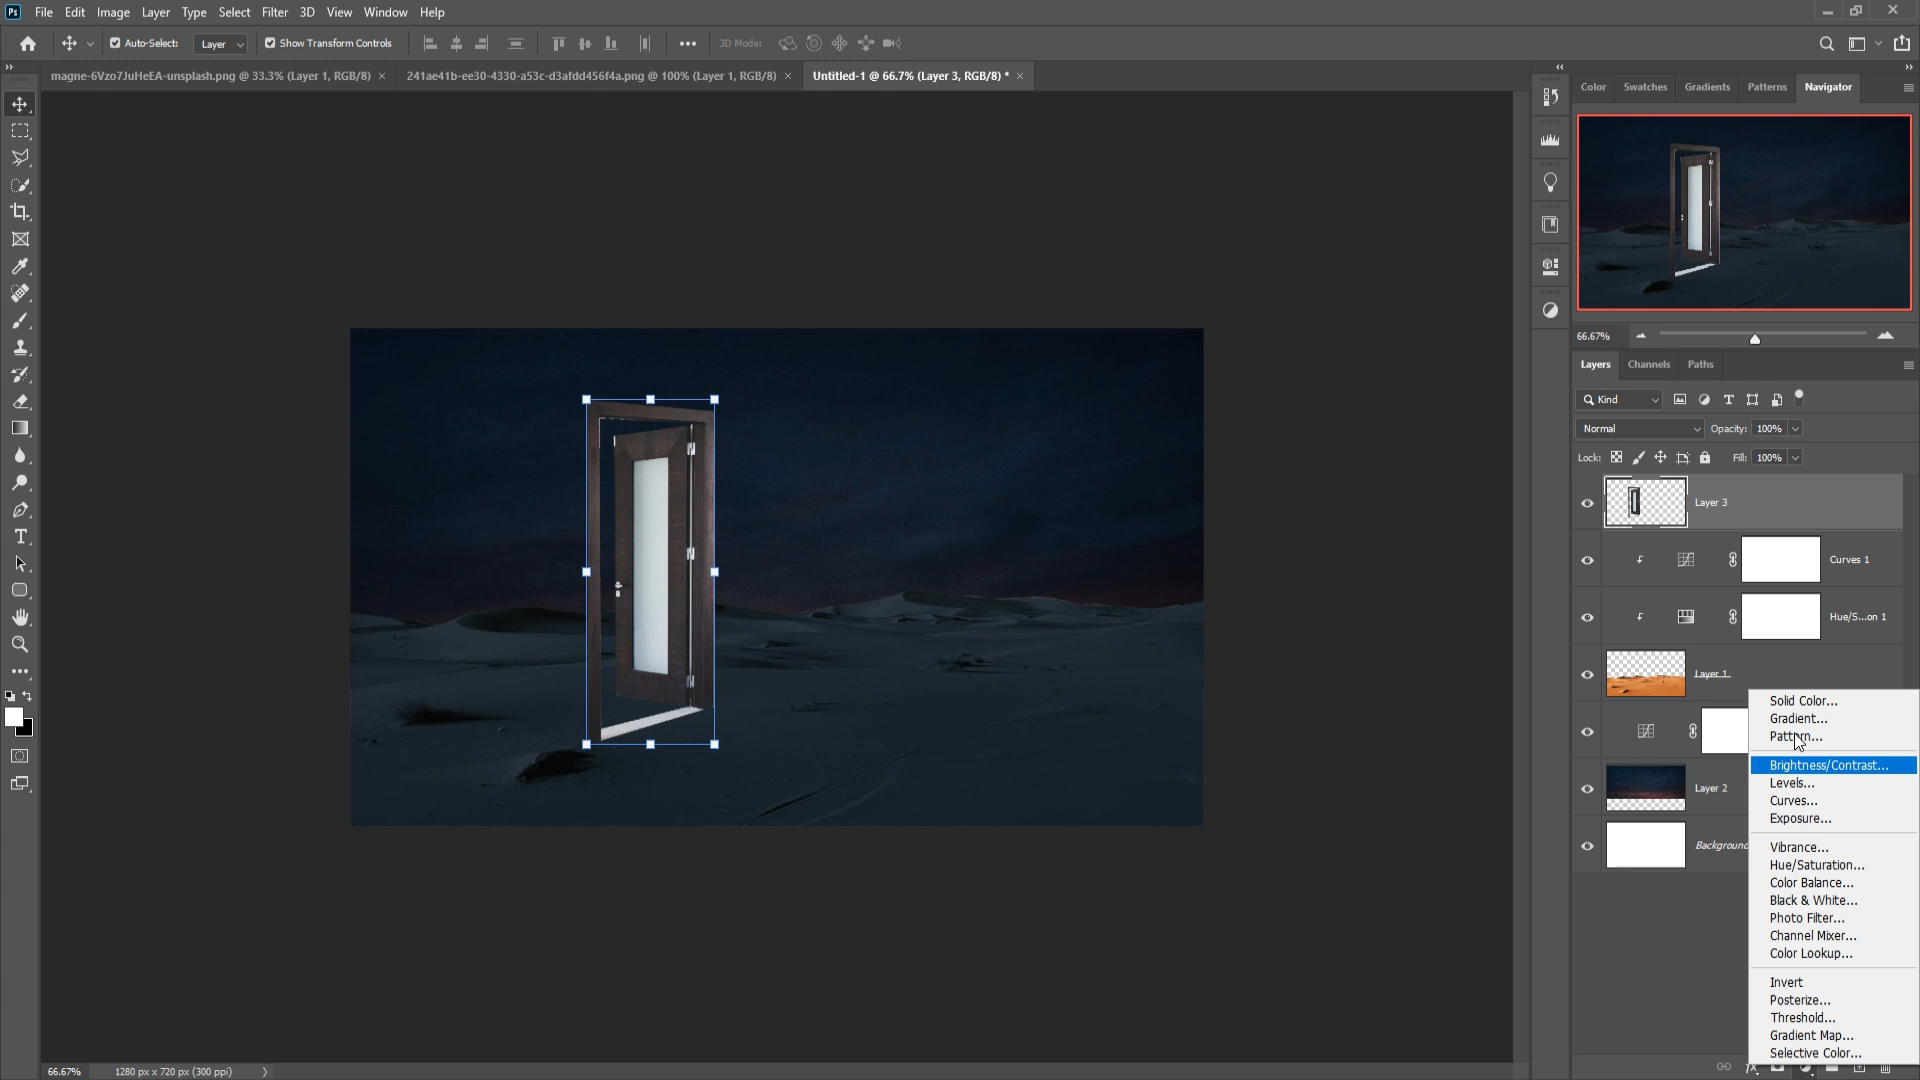 Ps File Edit Image Layer Type Select Filter 3D View Window Help
Auto-Select: Layer Show Transform Controls 3D Mode:
magne-6Vzo7JuHeEA-unsplash.png @ 33.3% (Layer 1, RGB/8) × 241ae41b-ee30-4330-a53c-d3afdd456f4a.png @ 100% (Layer 1, RGB/8) × Untitled-1 @ 66.7% (Layer 3, RGB/8) * ×
Color Swatches Gradients Patterns Navigator
66.67%
Layers Channels Paths
Kind
Normal Opacity: 100%
Lock: Fill: 100%
Layer 3
Curves 1
Hue/S...on 1
Layer 1
Layer 2
Background
Solid Color...
Gradient...
Pattern...
Brightness/Contrast...
Levels...
Curves...
Exposure...
Vibrance...
Hue/Saturation...
Color Balance...
Black & White...
Photo Filter...
Channel Mixer...
Color Lookup...
Invert
Posterize...
Threshold...
Gradient Map...
Selective Color...
66.67% 1280 px x 720 px (300 ppi)